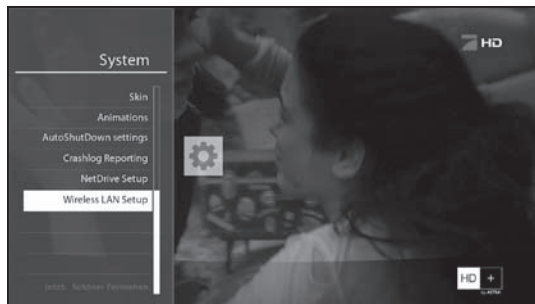 System
HD
Skin
Animations
AutoShutDown settings
Crashlog Reporting
NetDrive Setup
Wireless LAN Setup
HD +